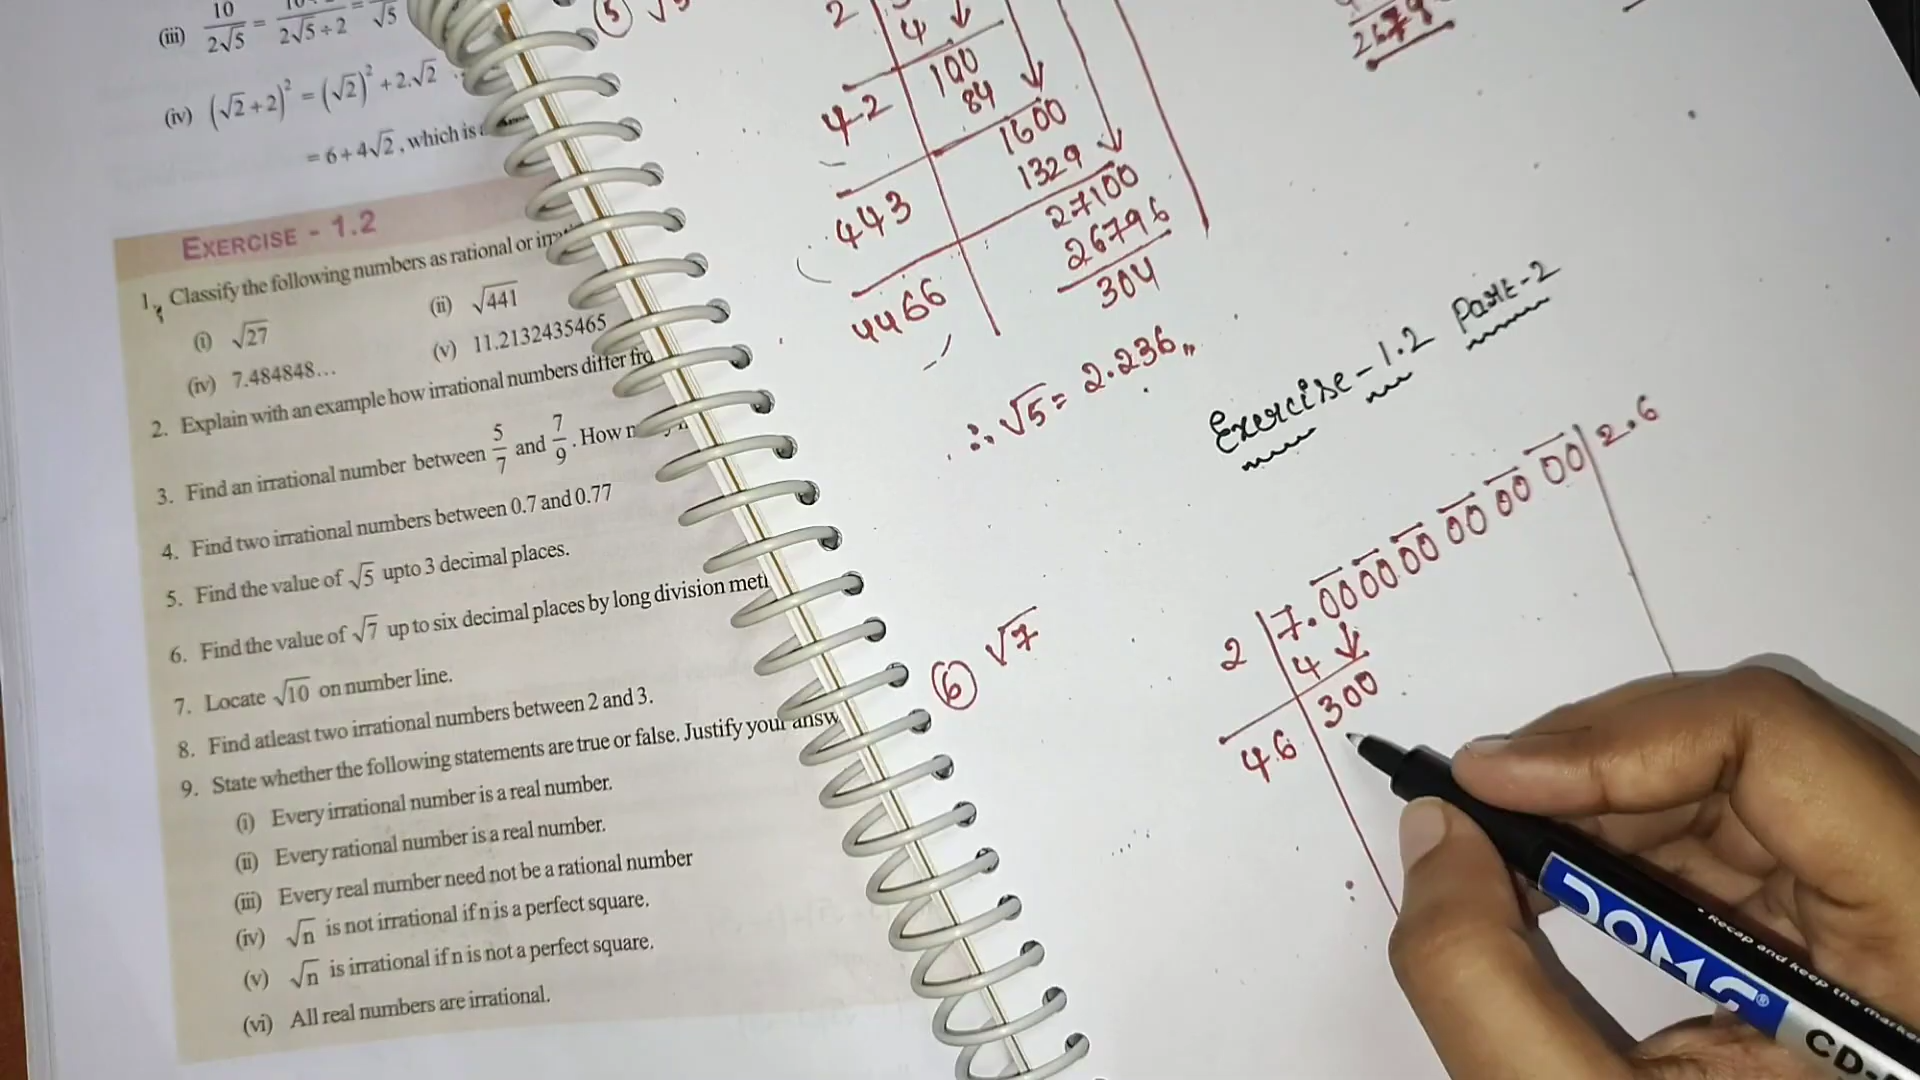 (iii) 10/2√5 = 10÷2/2√5÷2 = /√5
(iv) (√2+2)² = (√2)² + 2.√2
= 6+4√2, which is
EXERCISE - 1.2
1. Classify the following numbers as rational or
(i) √27
(ii) √441
(iv) 7.484848...
(v) 11.2132435465
2. Explain with an example how irrational numbers differ
3. Find an irrational number between 5/7 and 7/9. How
4. Find two irrational numbers between 0.7 and 0.77
5. Find the value of √5 upto 3 decimal places.
6. Find the value of √7 up to six decimal places by long division
7. Locate √10 on number line.
8. Find atleast two irrational numbers between 2 and 3.
9. State whether the following statements are true or false. Justify your
(i) Every irrational number is a real number.
(ii) Every rational number is a real number.
(iii) Every real number need not be a rational number
(iv) √n is not irrational if n is a perfect square.
(v) √n is irrational if n is not a perfect square.
(vi) All real numbers are irrational.
5
2 4
100
42 84
1600
443 1329
27100
4466 26796
304
∴ √5 = 2.236
Exercise-1.2 Part-2
6 √7
2 7.00 00 00 00 00 00 2.6
4
46 300
DOMS
CD-
Recap and keep the marker